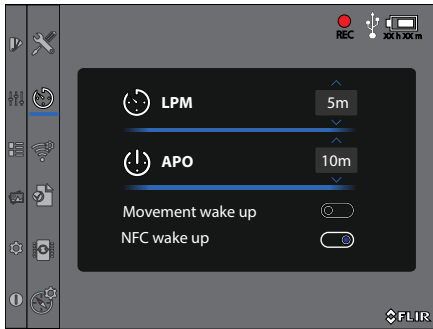 REC
xx h xx m
LPM
5m
APO
10m
Movement wake up
NFC wake up
FLIR